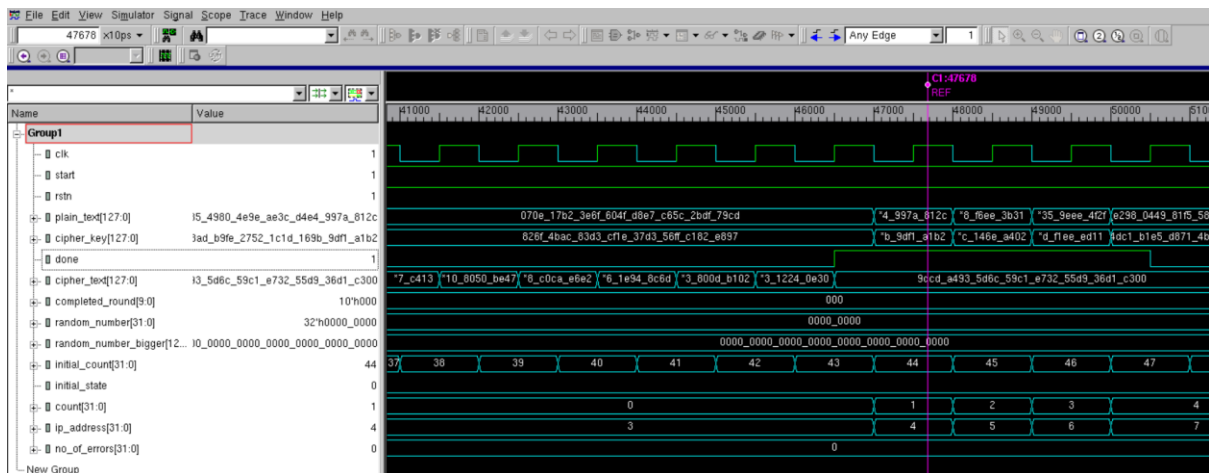 File Edit View Simulator Signal Scope Trace Window Help
47678 x10ps Any Edge 1
C1:47678
REF
*
Name Value 41000 42000 43000 44000 45000 46000 47000 48000 49000 50000 510
Group1
clk 1
start 1
rstn 1
plain_text[127:0] 35_4980_4e9e_ae3c_d4e4_997a_812c 070e_17b2_3e6f_604f_d8e7_c65c_2bdf_79cd *4_997a_812c *8_f6ee_3b31 *35_9eee_4f2f e298_0449_81f5_58
cipher_key[127:0] 3ad_b9fe_2752_1c1d_169b_9df1_a1b2 826f_4bac_83d3_cf1e_37d3_56ff_c182_e897 *b_9df1_a1b2 *c_146e_a402 *d_f1ee_ed11 4dc1_b1e5_d871_4b
done 1
cipher_text[127:0] 93_5d6c_59c1_e732_55d9_36d1_c300 *7_c413 *10_8050_be47 *8_c0ca_e6e2 *6_1e94_8c6d *3_800d_b102 *3_1224_0e30 9ccd_a493_5d6c_59c1_e732_55d9_36d1_c300
completed_round[9:0] 10'h000 000
random_number[31:0] 32'h0000_0000 0000_0000
random_number_bigger[12... 00_0000_0000_0000_0000_0000_0000 0000_0000_0000_0000_0000_0000_0000_0000
initial_count[31:0] 44 37 38 39 40 41 42 43 44 45 46 47
initial_state 0
count[31:0] 1 0 1 2 3 4
ip_address[31:0] 4 3 4 5 6 7
no_of_errors[31:0] 0 0
New Group